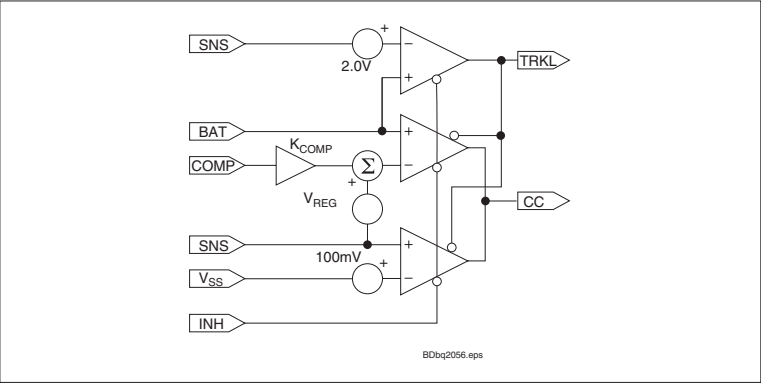 SNS
+
−
2.0V
TRKL
+
BAT
+
K_COMP
COMP
Σ
−
+
V_REG
CC
SNS
+
100mV
+
V_SS
−
INH
BDbq2056.eps